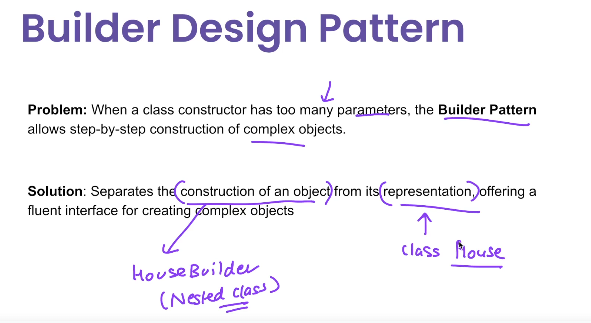 Builder Design Pattern
Problem: When a class constructor has too many parameters, the Builder Pattern
allows step-by-step construction of complex objects.
Solution: Separates the (construction of an object) from its (representation,) offering a
fluent interface for creating complex objects
class House
HouseBuilder
(Nested class)